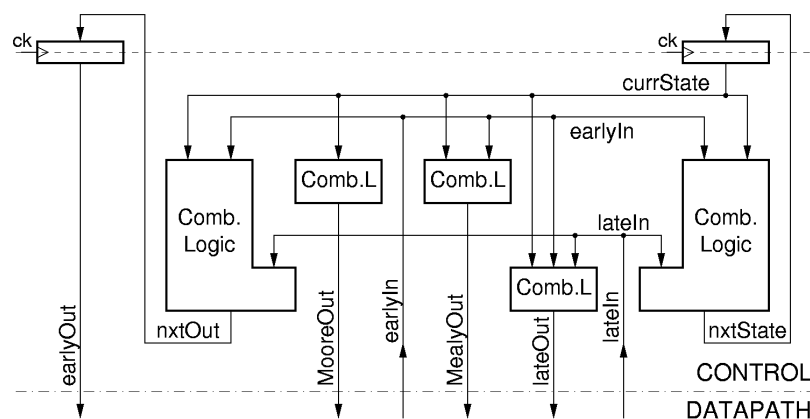 ck
ck
currState
earlyIn
Comb.L
Comb.L
Comb.
Logic
Comb.
Logic
lateIn
Comb.L
earlyOut
nxtOut
MooreOut
earlyIn
MealyOut
lateOut
lateIn
nxtState
CONTROL
DATAPATH